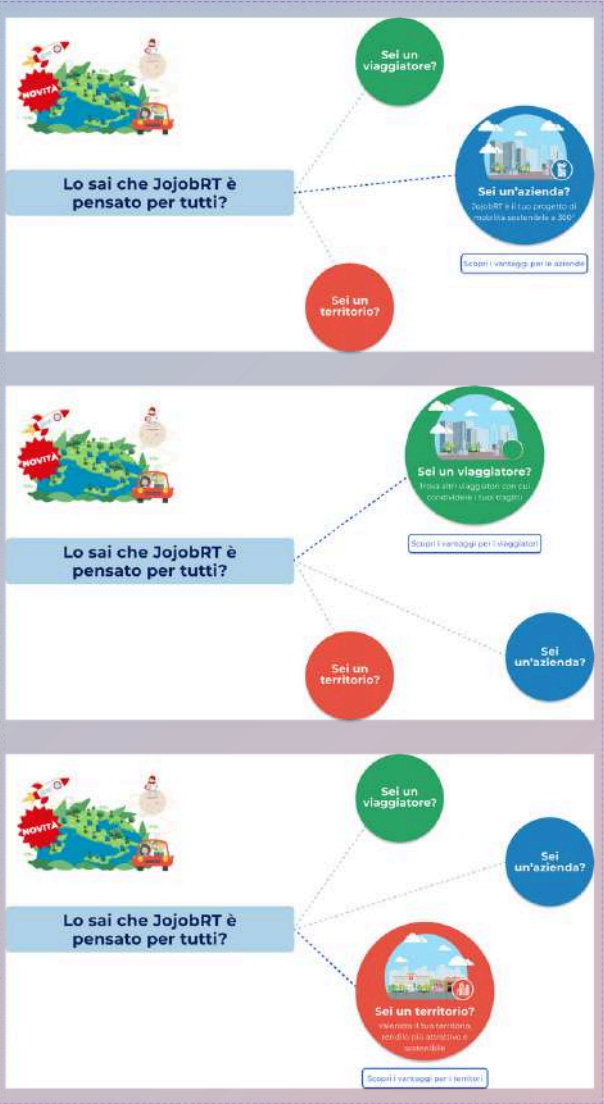 NOVITÀ
Lo sai che JojobRT è
pensato per tutti?
Sei un
viaggiatore?
Sei un'azienda?
JojobRT è il tuo progetto di
mobilità sostenibile a 360°
Scopri i vantaggi per le aziende
Sei un
territorio?
NOVITÀ
Lo sai che JojobRT è
pensato per tutti?
Sei un viaggiatore?
Trova altri viaggiatori con cui
condividere i tuoi tragitti
Scopri i vantaggi per i viaggiatori
Sei
un'azienda?
Sei un
territorio?
NOVITÀ
Lo sai che JojobRT è
pensato per tutti?
Sei un
viaggiatore?
Sei
un'azienda?
Sei un territorio?
Valorizza il tuo territorio,
rendilo più attrattivo e
sostenibile
Scopri i vantaggi per i territori